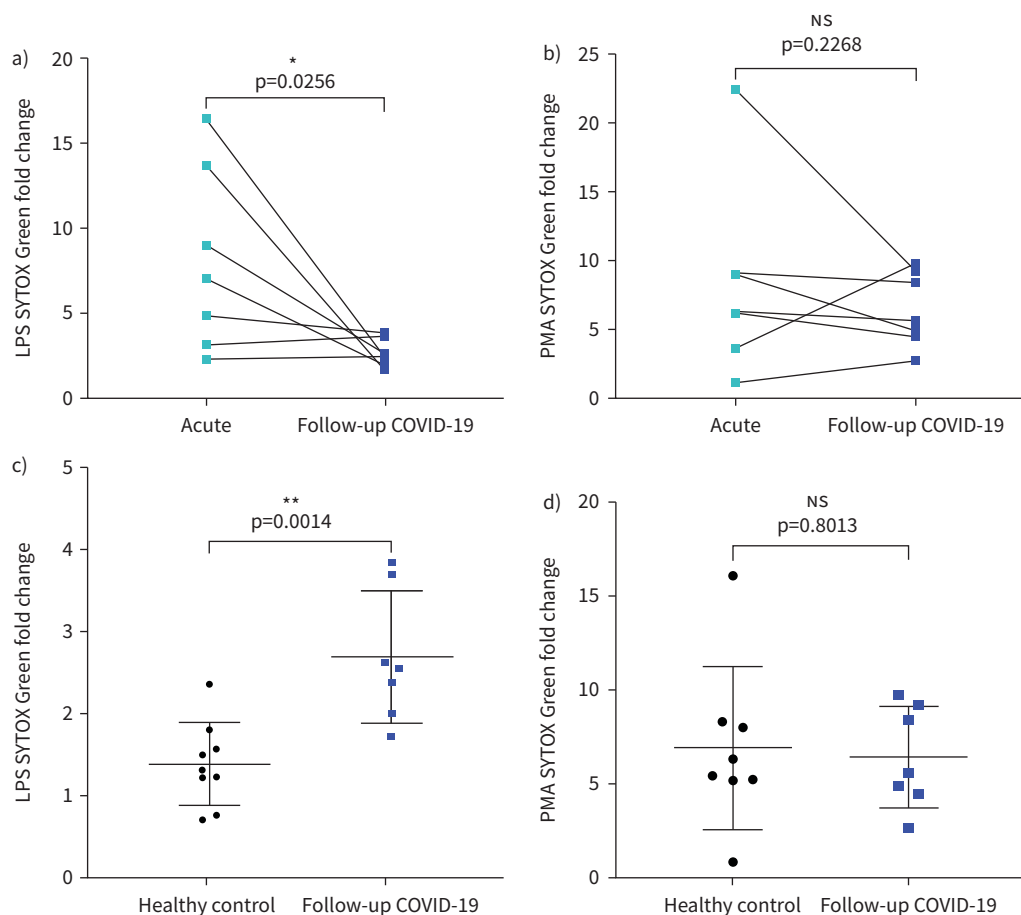 a)
LPS SYTOX Green fold change
20
15
10
5
0
*
p=0.0256
Acute
Follow-up COVID-19
b)
PMA SYTOX Green fold change
25
20
15
10
5
0
NS
p=0.2268
Acute
Follow-up COVID-19
c)
LPS SYTOX Green fold change
5
4
3
2
1
0
**
p=0.0014
Healthy control
Follow-up COVID-19
d)
PMA SYTOX Green fold change
20
15
10
5
0
NS
p=0.8013
Healthy control
Follow-up COVID-19